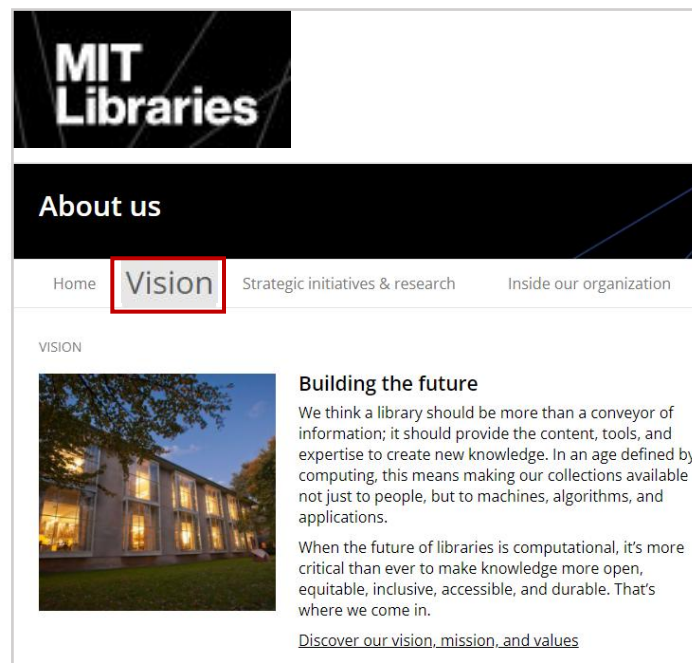 MIT
Libraries
About us
Home Vision Strategic initiatives & research Inside our organization
VISION
Building the future
We think a library should be more than a conveyor of
information; it should provide the content, tools, and
expertise to create new knowledge. In an age defined by
computing, this means making our collections available
not just to people, but to machines, algorithms, and
applications.
When the future of libraries is computational, it’s more
critical than ever to make knowledge more open,
equitable, inclusive, accessible, and durable. That’s
where we come in.
Discover our vision, mission, and values